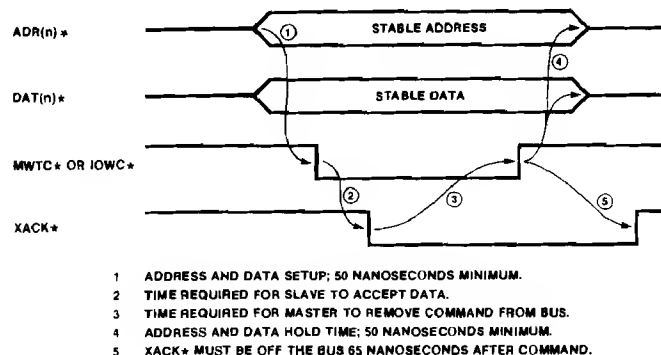 ADR(n)*
1
STABLE ADDRESS
4
DAT(n)*
STABLE DATA
MWTC* OR IOWC*
2
3
5
XACK*
1 ADDRESS AND DATA SETUP; 50 NANOSECONDS MINIMUM.
2 TIME REQUIRED FOR SLAVE TO ACCEPT DATA.
3 TIME REQUIRED FOR MASTER TO REMOVE COMMAND FROM BUS.
4 ADDRESS AND DATA HOLD TIME; 50 NANOSECONDS MINIMUM.
5 XACK* MUST BE OFF THE BUS 65 NANOSECONDS AFTER COMMAND.